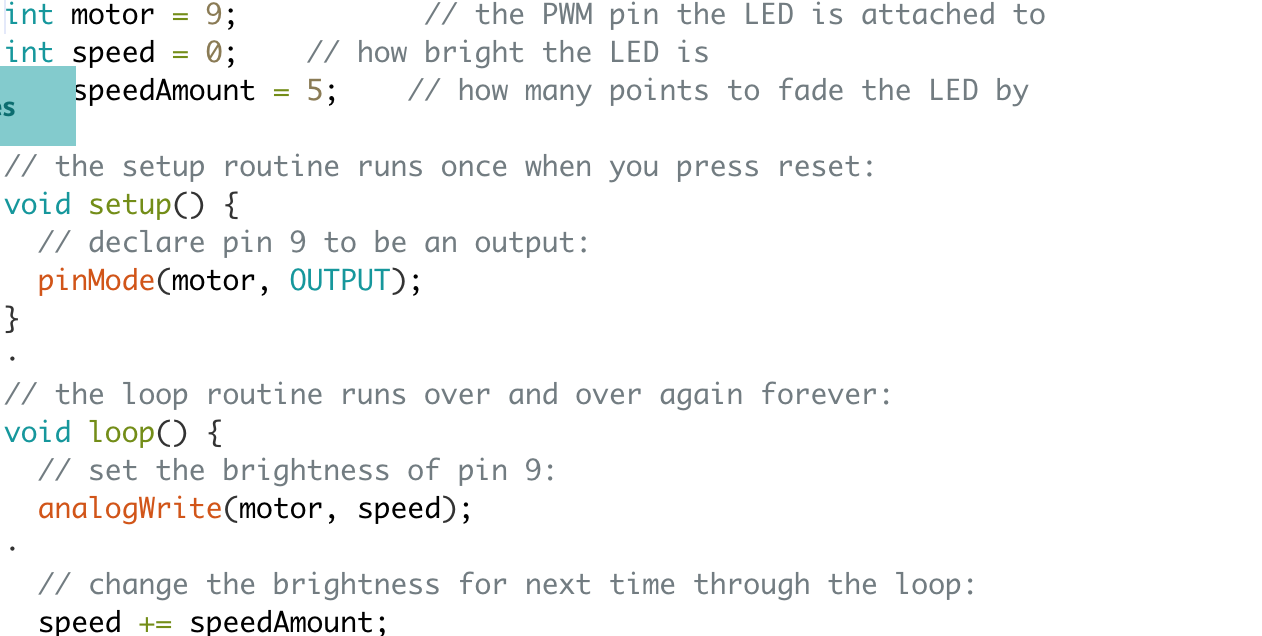 int motor = 9;           // the PWM pin the LED is attached to
int speed = 0;    // how bright the LED is
speedAmount = 5;    // how many points to fade the LED by
es
// the setup routine runs once when you press reset:
void setup() {
  // declare pin 9 to be an output:
  pinMode(motor, OUTPUT);
}
.
// the loop routine runs over and over again forever:
void loop() {
  // set the brightness of pin 9:
  analogWrite(motor, speed);
.
  // change the brightness for next time through the loop:
  speed += speedAmount;